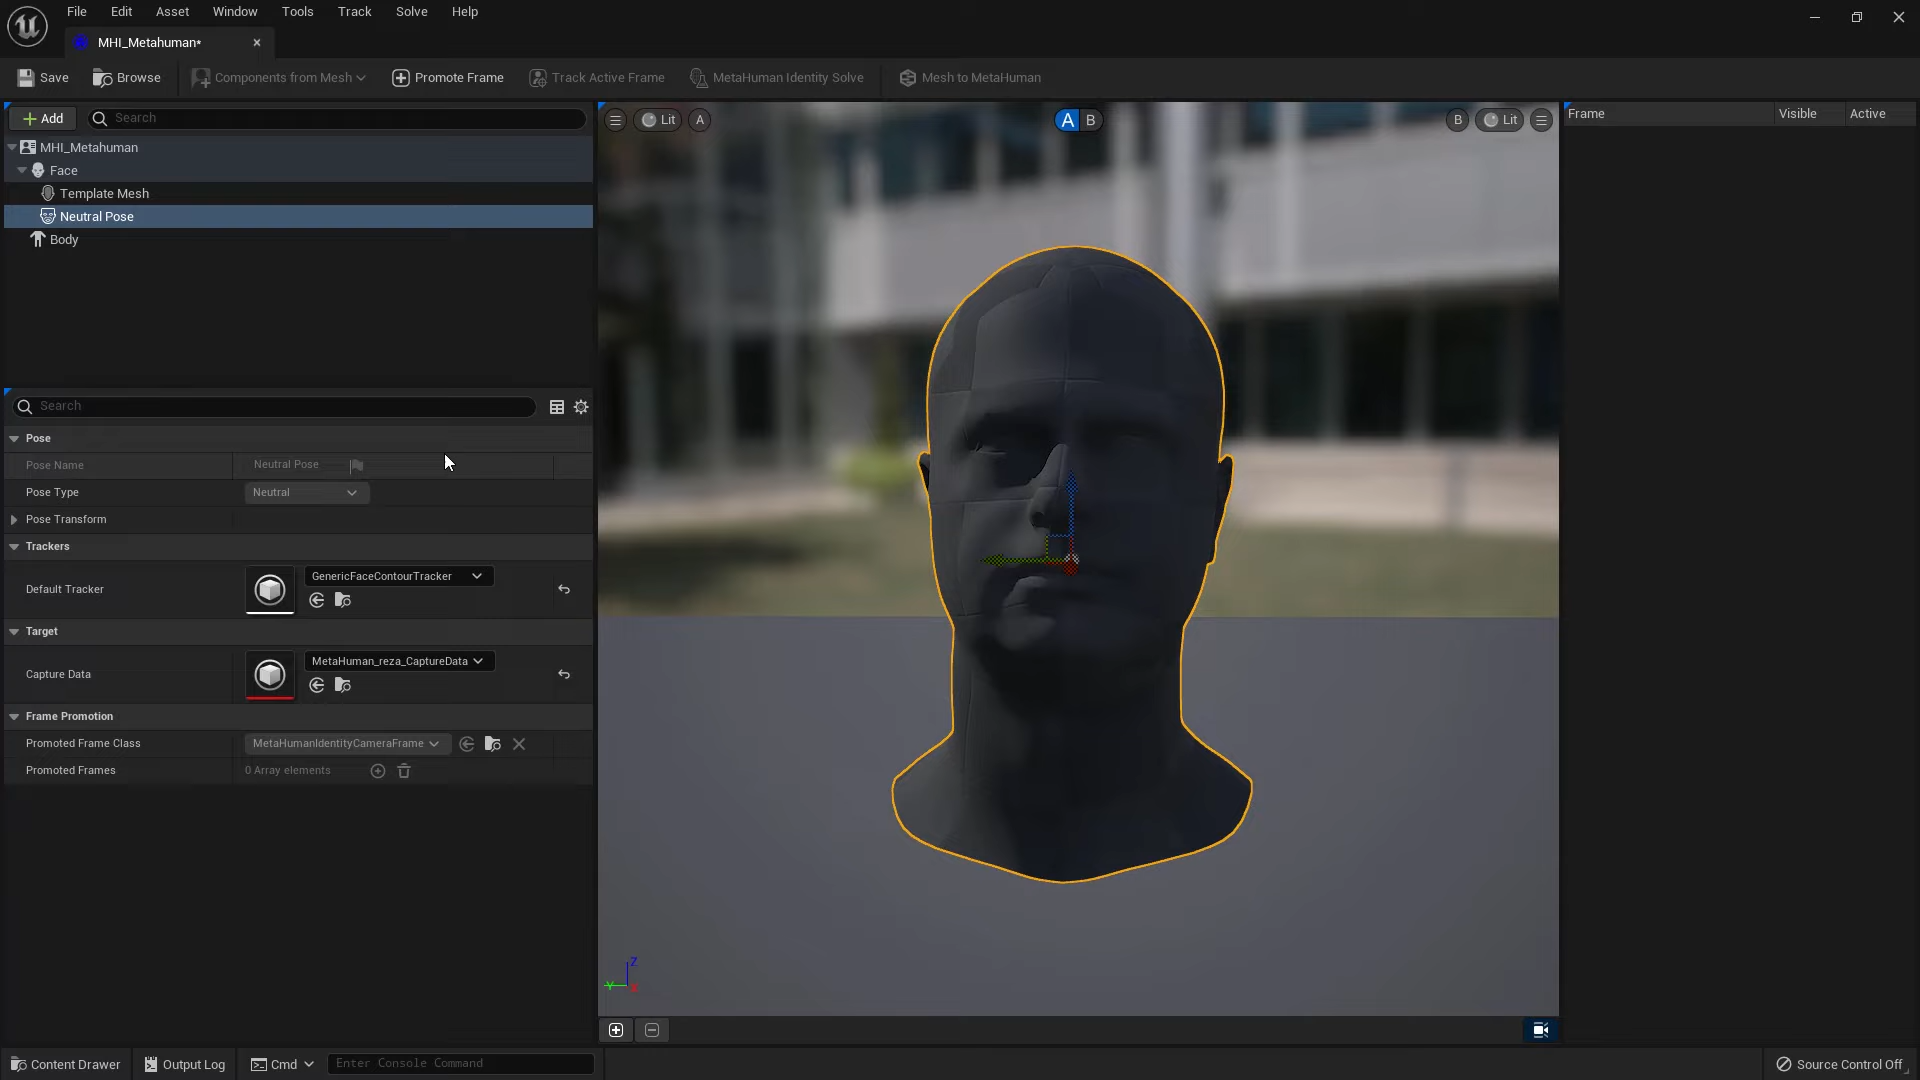 File Edit Asset Window Tools Track Solve Help
MHI_Metahuman*
Save Browse Components from Mesh Promote Frame Track Active Frame MetaHuman Identity Solve Mesh to MetaHuman
Add Search
MHI_Metahuman
Face
Template Mesh
Neutral Pose
Body
Search
Pose
Pose Name Neutral Pose
Pose Type Neutral
Pose Transform
Trackers
Default Tracker GenericFaceContourTracker
Target
Capture Data MetaHuman_reza_CaptureData
Frame Promotion
Promoted Frame Class MetaHumanIdentityCameraFrame
Promoted Frames 0 Array elements
Lit A A B B Lit
Z
Y X
Frame Visible Active
Content Drawer Output Log Cmd Enter Console Command Source Control Off